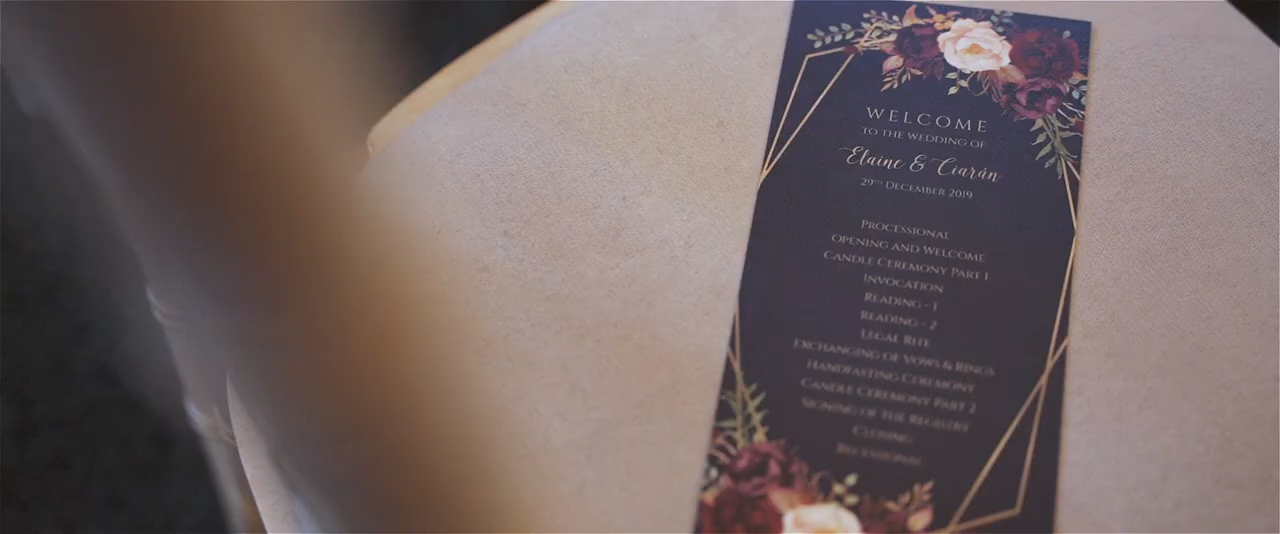 WELCOME
TO THE WEDDING OF
Elaine & Ciarán
29TH DECEMBER 2019
PROCESSIONAL
OPENING AND WELCOME
CANDLE CEREMONY PART 1
INVOCATION
READING - 1
READING - 2
LEGAL RITE
EXCHANGING OF VOWS & RINGS
HANDFASTING CEREMONY
CANDLE CEREMONY PART 2
SIGNING OF THE REGISTRY
CLOSING
RECESSIONAL